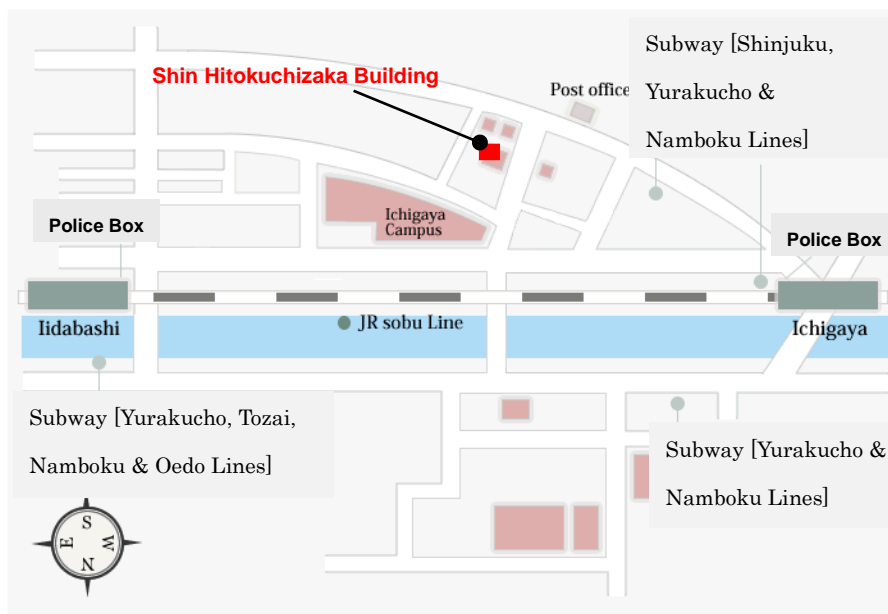 Subway [Shinjuku,
Yurakucho &
Namboku Lines]
Shin Hitokuchizaka Building
Post office
Ichigaya
Campus
Police Box
Police Box
Iidabashi
JR sobu Line
Ichigaya
Subway [Yurakucho, Tozai,
Namboku & Oedo Lines]
Subway [Yurakucho &
Namboku Lines]
S
E
W
N